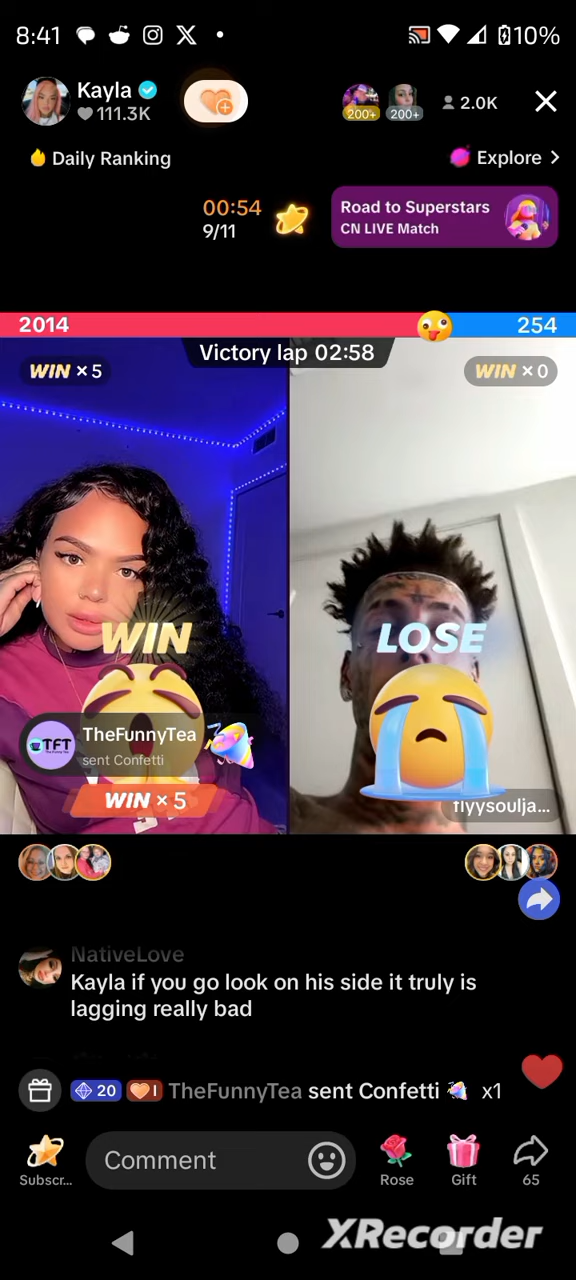 8:41
10%
Kayla
111.3K
200+
200+
2.0K
Daily Ranking
Explore
00:54
9/11
Road to Superstars
CN LIVE Match
2014
254
Victory lap 02:58
WIN ×5
WIN ×0
WIN
LOSE
TFT
TheFunnyTea
sent Confetti
WIN ×5
flyysoulja...
NativeLove
Kayla if you go look on his side it truly is
lagging really bad
20 I TheFunnyTea sent Confetti x1
Comment
Subscr...
Rose
Gift
65
XRecorder